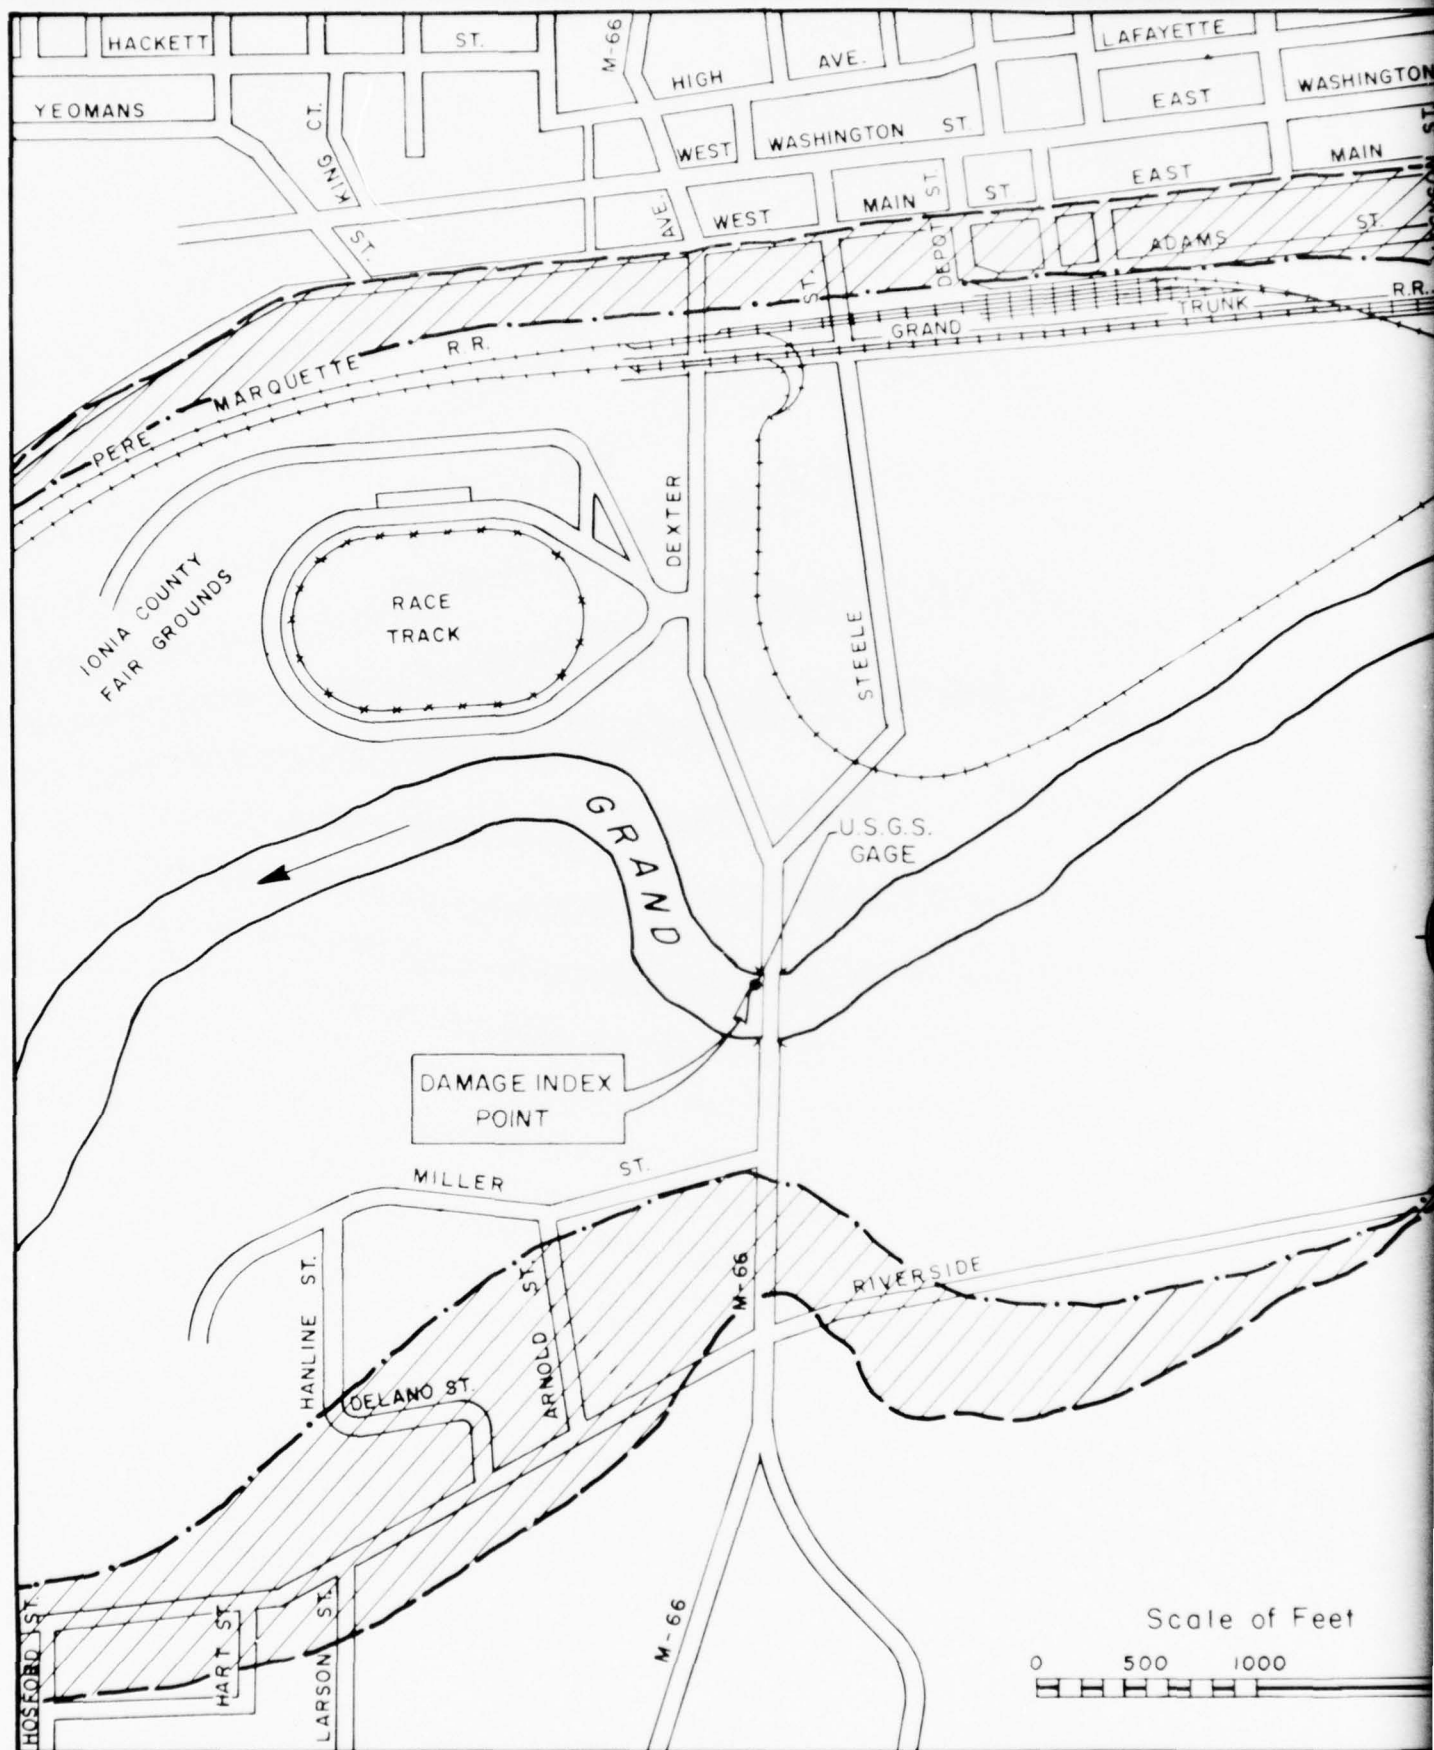 HACKETT
ST.
M-66
HIGH
AVE.
LAFAYETTE
YEOMANS
KING CT.
WEST
WASHINGTON
ST.
EAST
WASHINGTON
ST.
WEST
MAIN
ST
EAST
MAIN
ST.
AVE.
DEPOT
ST.
ADAMS
ST.
ST.
PERE
MARQUETTE
R.R.
GRAND
TRUNK
R.R.
IONIA COUNTY
FAIR GROUNDS
RACE
TRACK
DEXTER
STEELE
GRAND
U.S.G.S.
GAGE
DAMAGE INDEX
POINT
MILLER
ST.
HANLINE ST.
DELANO ST.
ARNOLD
ST.
M-66
RIVERSIDE
HOSFORD ST.
HART ST.
LARSON ST.
M-66
Scale of Feet
0
500
1000